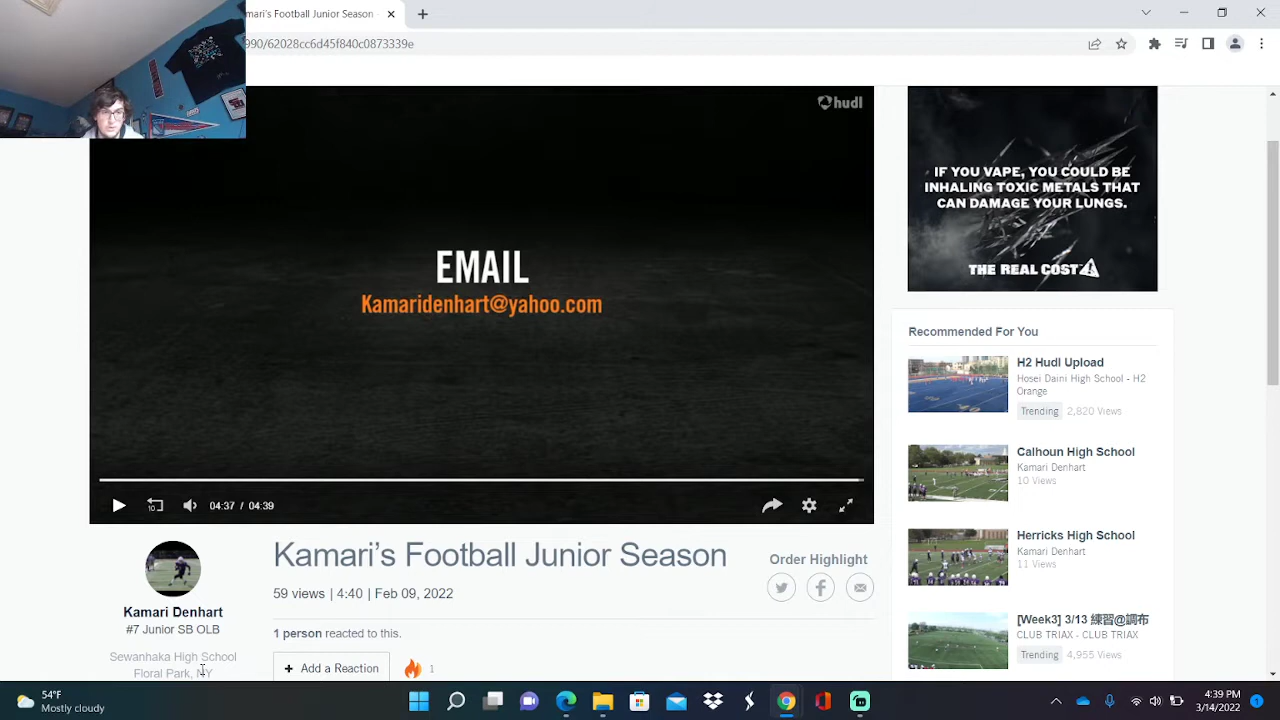 mari's Football Junior Season
990/62028cc6d45f840c0873339e
hudl
EMAIL
Kamaridenhart@yahoo.com
10
04:37 / 04:39
IF YOU VAPE, YOU COULD BE
INHALING TOXIC METALS THAT
CAN DAMAGE YOUR LUNGS.
THE REAL COST
Recommended For You
H2 Hudl Upload
Hosei Daini High School - H2
Orange
Trending 2,820 Views
Calhoun High School
Kamari Denhart
10 Views
Herricks High School
Kamari Denhart
11 Views
[Week3] 3/13 練習@調布
CLUB TRIAX - CLUB TRIAX
Trending 4,955 Views
Kamari's Football Junior Season
59 views | 4:40 | Feb 09, 2022
Order Highlight
1 person reacted to this.
+ Add a Reaction
1
Kamari Denhart
#7 Junior SB OLB
Sewanhaka High School
Floral Park, NY
54°F
Mostly cloudy
4:39 PM
3/14/2022